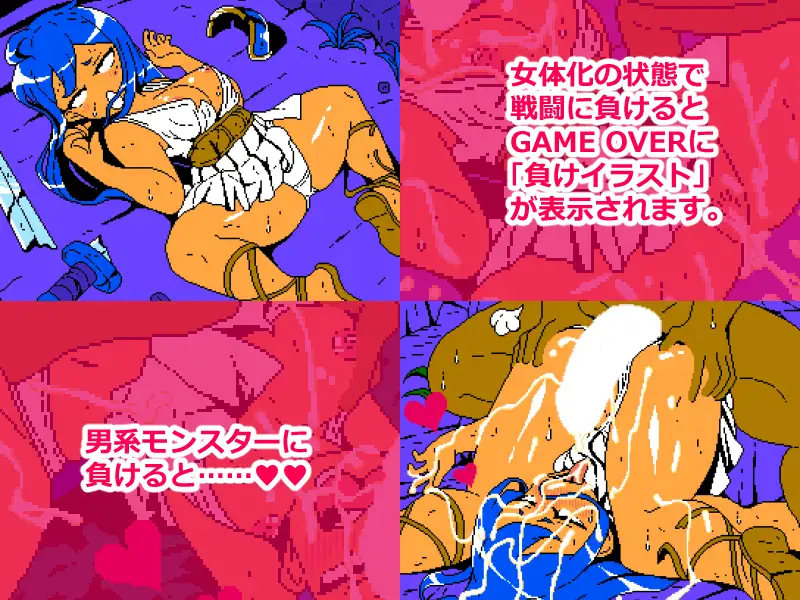 女体化の状態で
戦闘に負けると
GAME OVERに
「負けイラスト」
が表示されます。
男系モンスターに
負けると……♥♥